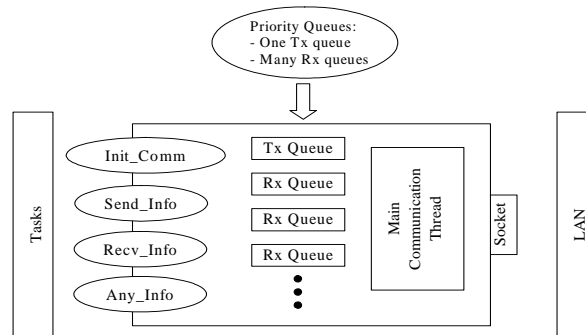 Priority Queues:
- One Tx queue
- Many Rx queues
Tasks
Init_Comm
Send_Info
Recv_Info
Any_Info
Tx Queue
Rx Queue
Rx Queue
Rx Queue
Main
Communication
Thread
Socket
LAN